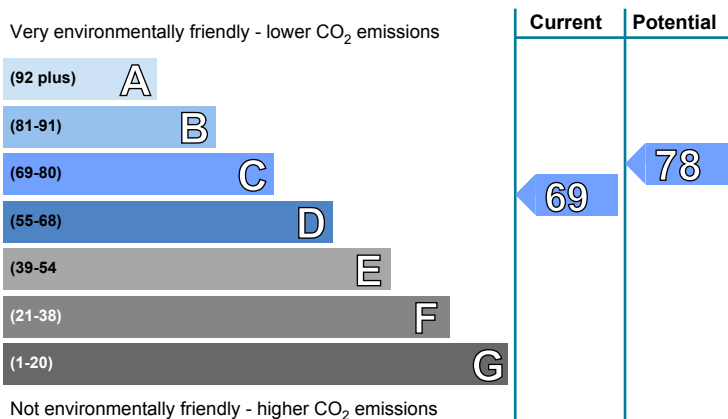 Current Potential
Very environmentally friendly - lower CO2 emissions
(92 plus) A
(81-91) B
(69-80) C
78
69
(55-68) D
(39-54 E
(21-38) F
(1-20) G
Not environmentally friendly - higher CO2 emissions